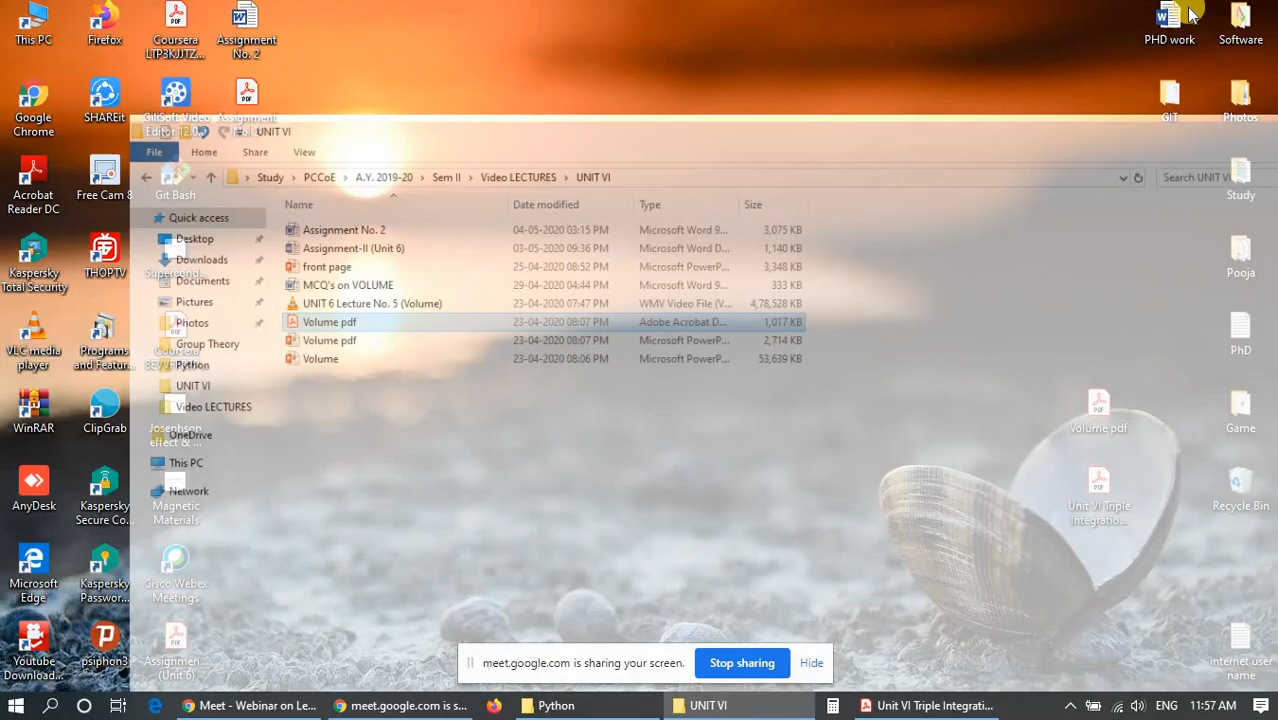 This PC
Firefox
Coursera
LTP3KJJTZ...
Assignment
No. 2
PHD work
Software
Google
Chrome
SHAREit
GiliSoft Video
Editor 12.0...
Assignment
GIT
Photos
UNIT VI
File
Home
Share
View
Study
PCCoE
A.Y. 2019-20
Sem II
Video LECTURES
UNIT VI
Search UNIT VI
Acrobat
Reader DC
Free Cam 8
Git Bash
Study
Name
Date modified
Type
Size
Quick access
Desktop
Downloads
Documents
Pictures
Photos
Group Theory
Python
UNIT VI
Video LECTURES
OneDrive
This PC
Network
Assignment No. 2
04-05-2020 03:15 PM
Microsoft Word 9...
3,075 KB
Assignment-II (Unit 6)
03-05-2020 09:36 PM
Microsoft Word D...
1,140 KB
front page
25-04-2020 08:52 PM
Microsoft PowerP...
3,348 KB
MCQ's on VOLUME
29-04-2020 04:44 PM
Microsoft Word 9...
333 KB
UNIT 6 Lecture No. 5 (Volume)
23-04-2020 07:47 PM
WMV Video File (V...
4,78,528 KB
Volume pdf
23-04-2020 08:07 PM
Adobe Acrobat D...
1,017 KB
Volume pdf
23-04-2020 08:07 PM
Microsoft PowerP...
2,714 KB
Volume
23-04-2020 08:06 PM
Microsoft PowerP...
53,639 KB
Kaspersky
Total Security
THOPTV
Supercond...
Pooja
VLC media
player
Programs
and Featur...
Coursera
PhD
WinRAR
ClipGrab
Josenhson
effect & ...
Volume pdf
Game
AnyDesk
Kaspersky
Secure Co...
Magnetic
Materials
Unit VI Triple
Integratio...
Recycle Bin
Microsoft
Edge
Kaspersky
Passwor...
Cisco Webex
Meetings
Youtube
Download...
psiphon3
Assignmen...
(Unit 6)
internet user
name
meet.google.com is sharing your screen.
Stop sharing
Hide
Meet - Webinar on Le...
meet.google.com is s...
Python
UNIT VI
Unit VI Triple Integrati...
ENG
11:57 AM